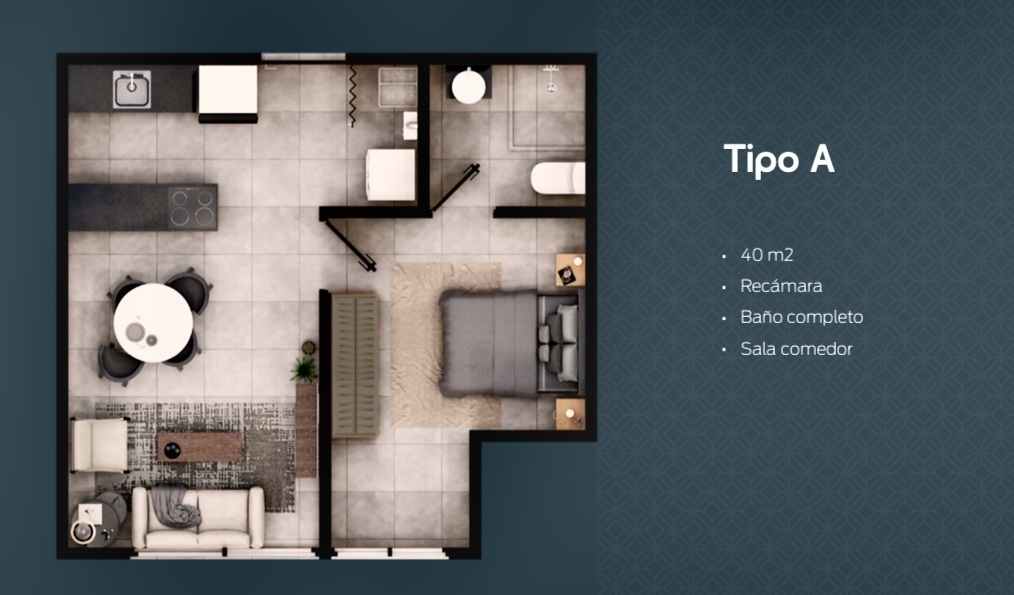 Tipo A
• 40 m2
• Recámara
• Baño completo
• Sala comedor